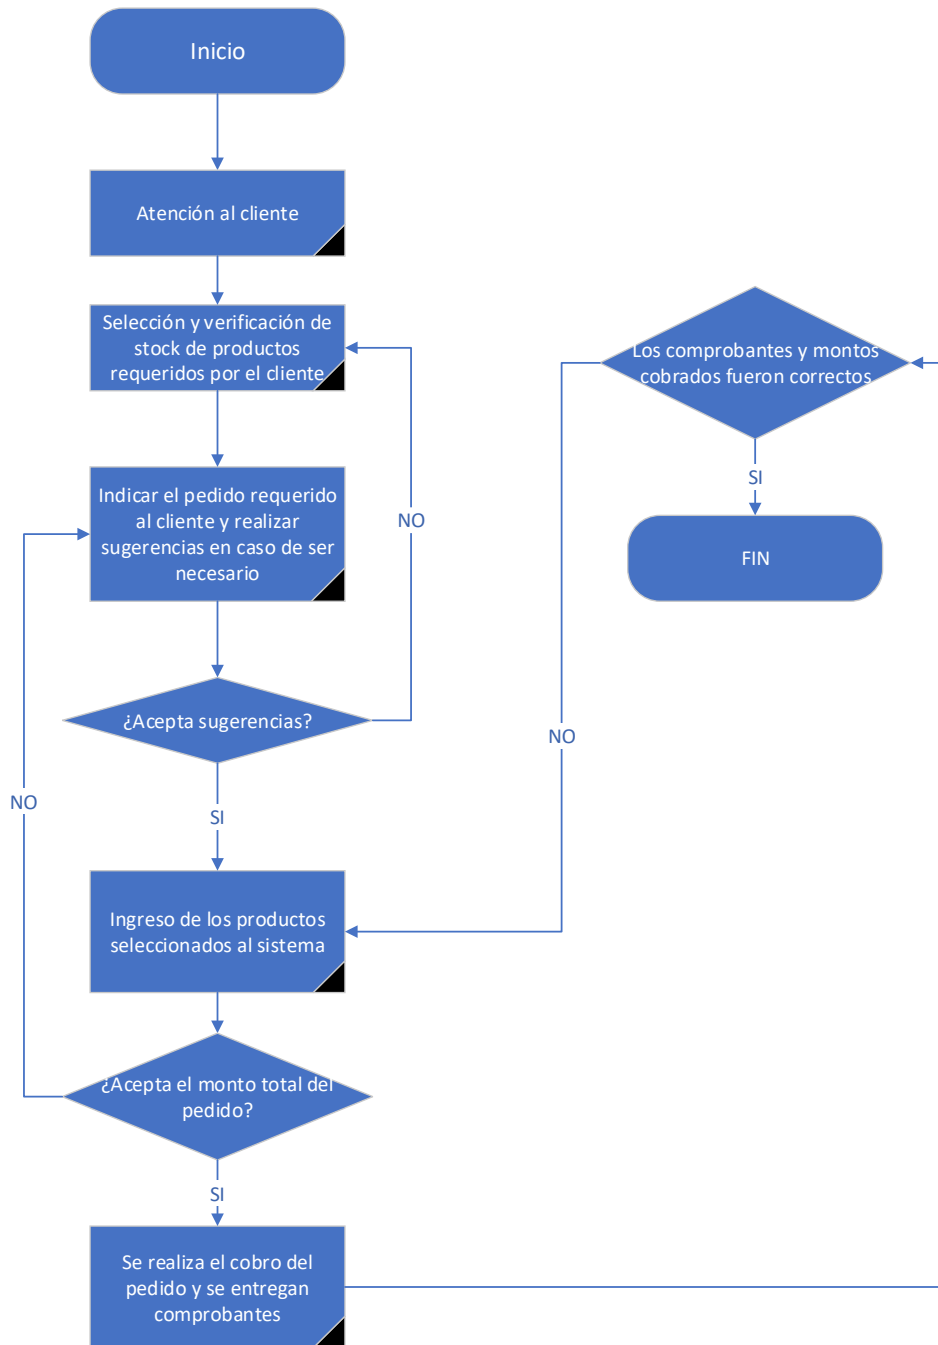 Inicio
Atención al cliente
Selección y verificación de
stock de productos
requeridos por el cliente
Indicar el pedido requerido
al cliente y realizar
sugerencias en caso de ser
necesario
NO
¿Acepta sugerencias?
NO
SI
Ingreso de los productos
seleccionados al sistema
¿Acepta el monto total del
pedido?
SI
Se realiza el cobro del
pedido y se entregan
comprobantes
Los comprobantes y montos
cobrados fueron correctos
SI
FIN
NO